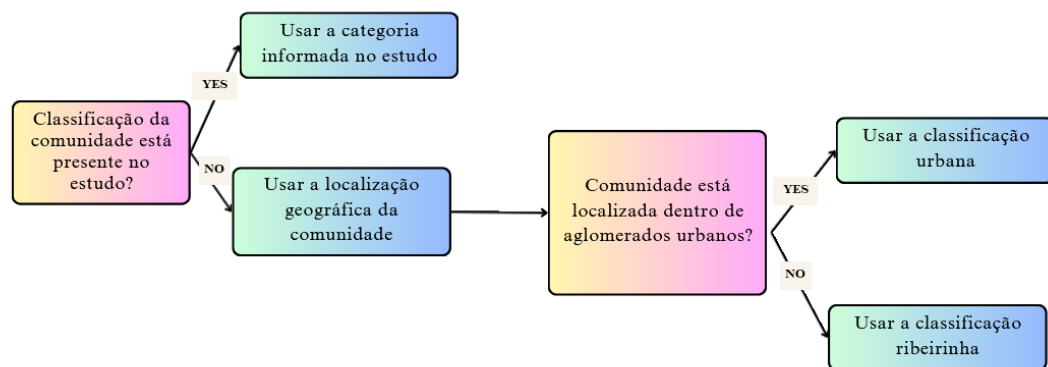 Usar a categoria
informada no estudo
YES
Classificação da
comunidade está
presente no
estudo?
NO
Usar a localização
geográfica da
comunidade
Comunidade está
localizada dentro de
aglomerados urbanos?
YES
Usar a classificação
urbana
NO
Usar a classificação
ribeirinha